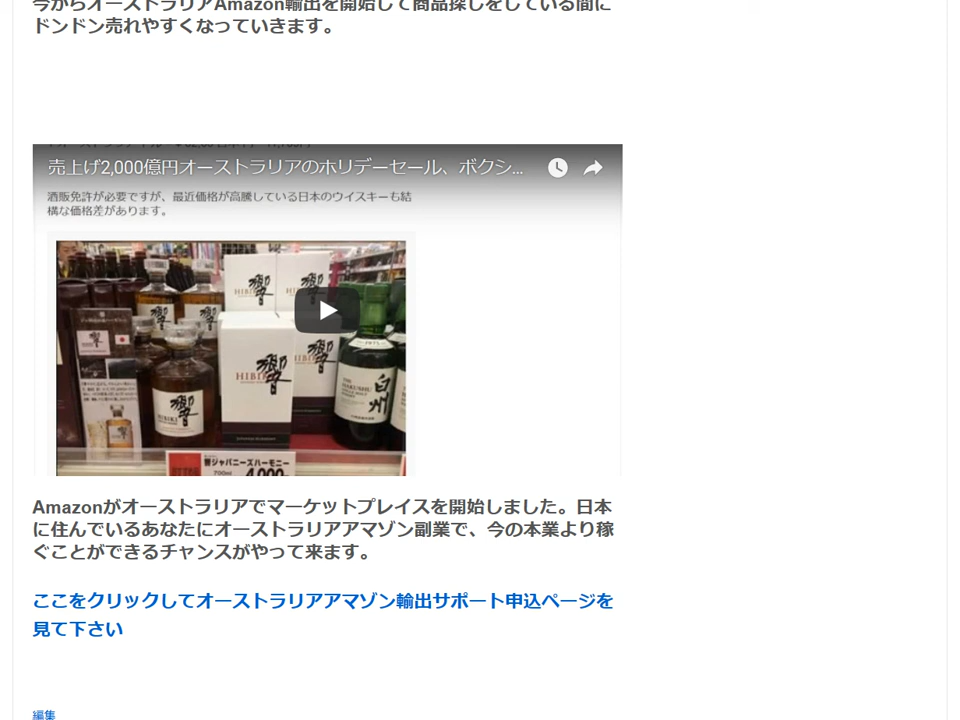 今からオーストラリアAmazon輸出を開始して商品探しをしている間に
ドンドン売れやすくなっていきます。
売上げ2,000億円オーストラリアのホリデーセール、ボクシ...
酒販免許が必要ですが、最近価格が高騰している日本のウイスキーも結
構な価格差があります。
響
HIBIKI
響
白州
響ジャパニーズハーモニー
700ml
4,000
AmazonがオーストラリアでマーケットプレイスをI開始しました。日本
に住んでいるあなたにオーストラリアアマゾン副業で、今の本業より稼
ぐことができるチャンスがやって来ます。
ここをクリックしてオーストラリアアマゾン輸出サポート申込ページを
見て下さい
編集